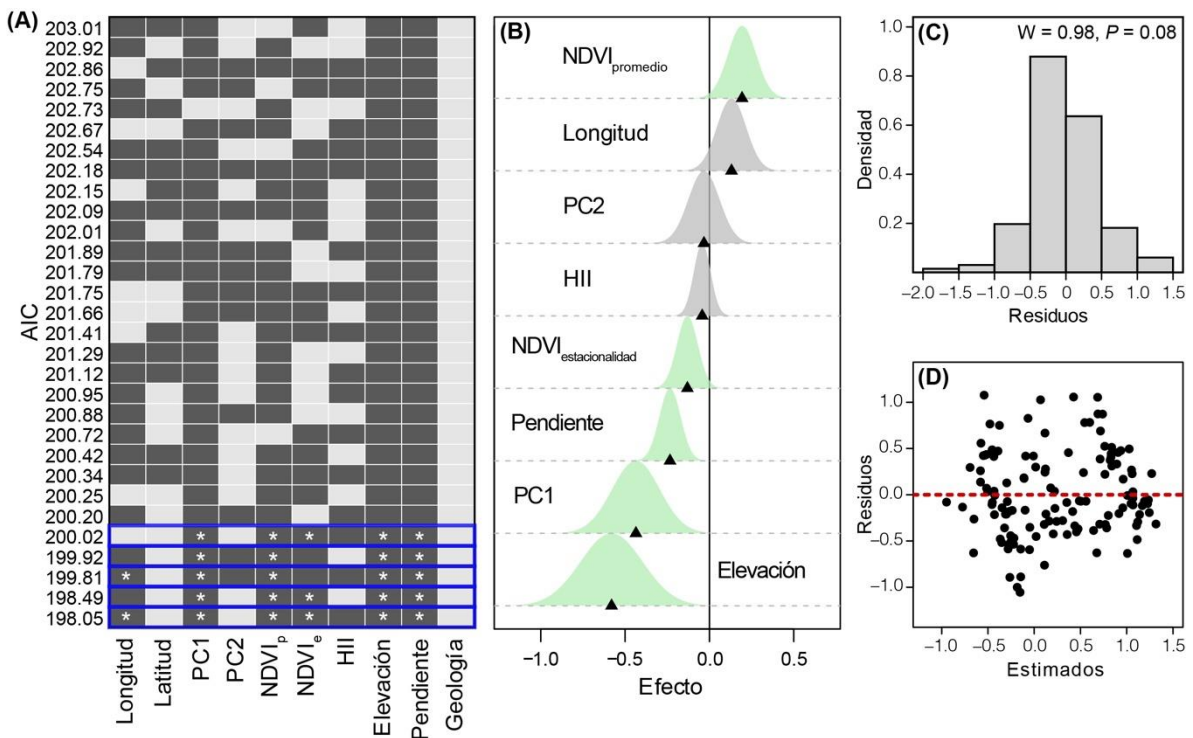 (A)
AIC
203.01
202.92
202.86
202.75
202.73
202.67
202.54
202.18
202.15
202.09
202.01
201.89
201.79
201.75
201.66
201.41
201.29
201.12
200.95
200.88
200.72
200.42
200.34
200.25
200.20
200.02 * * * * *
199.92 * * * *
199.81 * * * * *
198.49 * * * * *
198.05 * * * * *
Longitud
Latitud
PC1
PC2
NDVIp
NDVIe
HII
Elevación
Pendiente
Geología
(B)
NDVIpromedio
Longitud
PC2
HII
NDVIestacionalidad
Pendiente
PC1
Elevación
−1.0 −0.5 0.0 0.5
Efecto
(C)
W = 0.98, P = 0.08
Densidad
1.0
0.8
0.6
0.4
0.2
−2.0 −1.5 −1.0 −0.5 0 0.5 1.0 1.5
Residuos
(D)
Residuos
1.0
0.5
0.0
−0.5
−1.0
−1.0 −0.5 0.0 0.5 1.0 1.5
Estimados